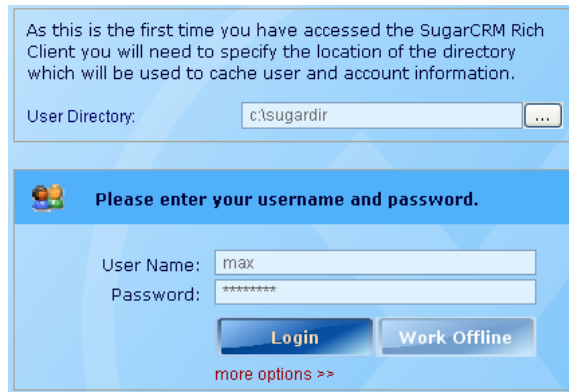 As this is the first time you have accessed the SugarCRM Rich
Client you will need to specify the location of the directory
which will be used to cache user and account information.
User Directory: c:\sugardir ...
Please enter your username and password.
User Name: max
Password: ********
Login Work Offline
more options >>